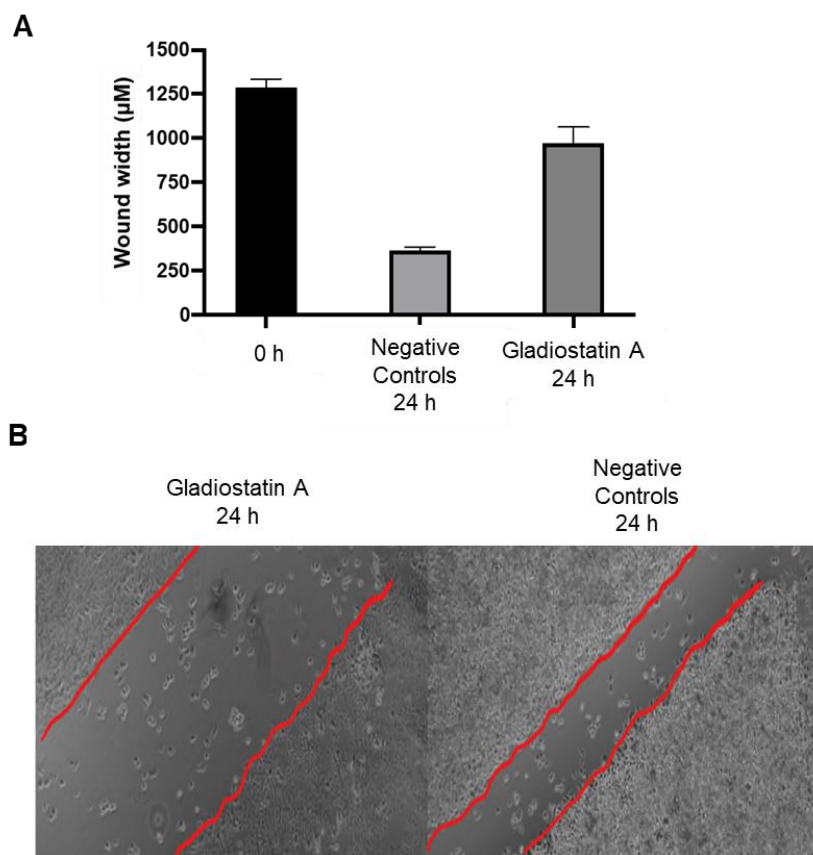 A
Wound width (µM)
1500
1250
1000
750
500
250
0
0 h
Negative
Controls
24 h
Gladiostatin A
24 h
B
Gladiostatin A
24 h
Negative
Controls
24 h